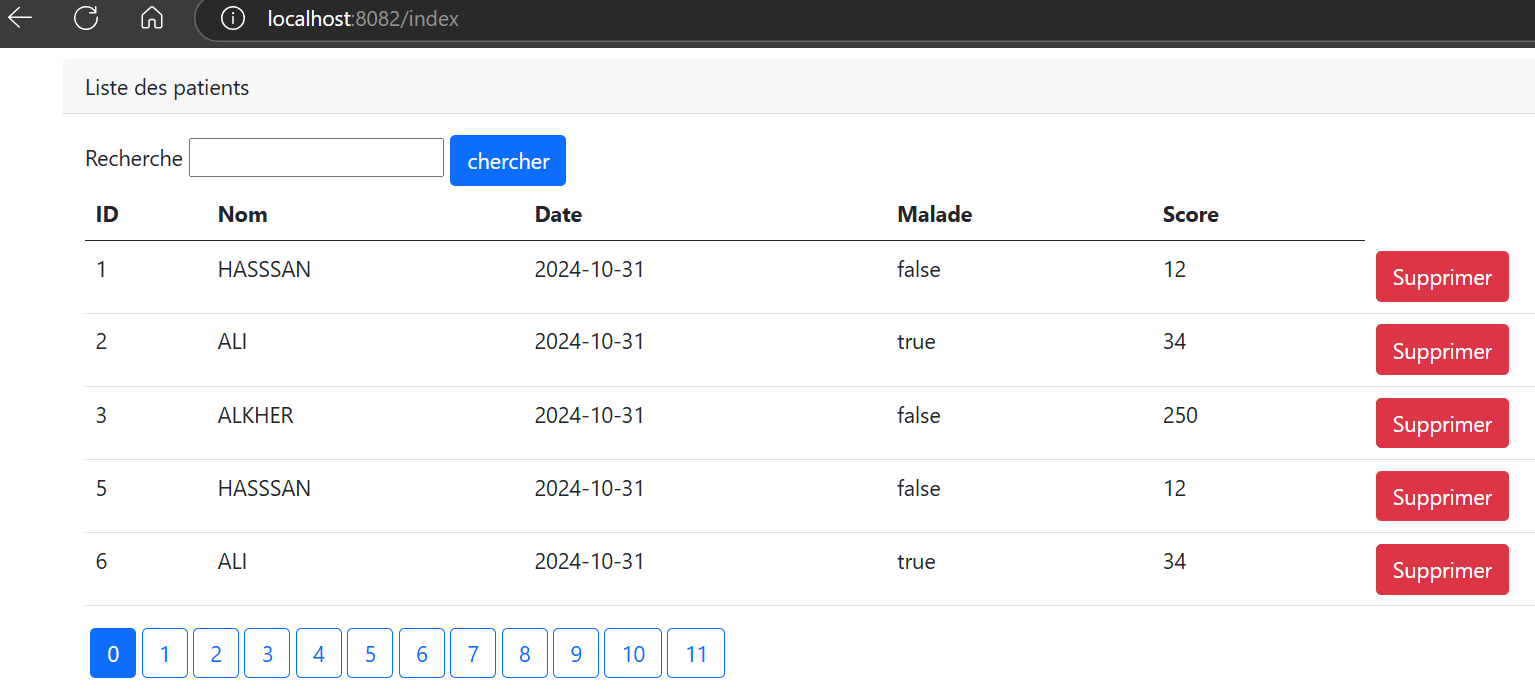 localhost:8082/index
Liste des patients
Recherche chercher
ID Nom Date Malade Score
1 HASSSAN 2024-10-31 false 12 Supprimer
2 ALI 2024-10-31 true 34 Supprimer
3 ALKHER 2024-10-31 false 250 Supprimer
5 HASSSAN 2024-10-31 false 12 Supprimer
6 ALI 2024-10-31 true 34 Supprimer
0 1 2 3 4 5 6 7 8 9 10 11